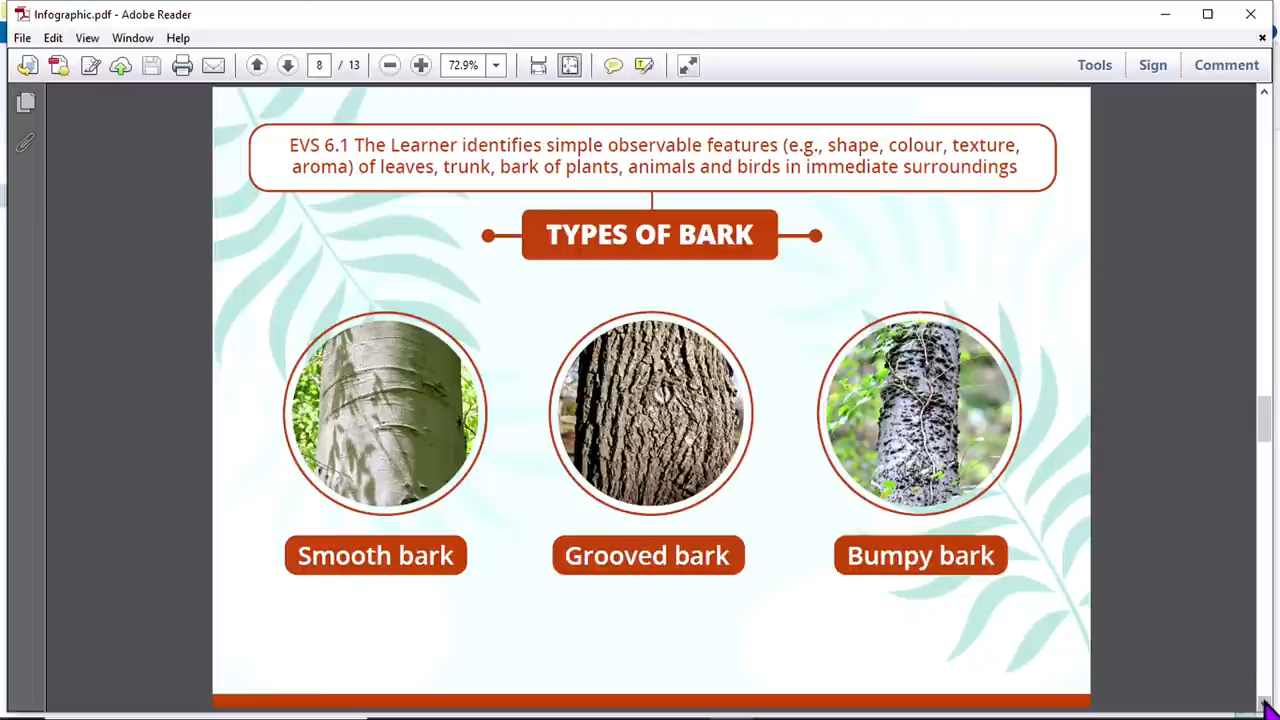 Infographic.pdf - Adobe Reader
File Edit View Window Help
8 / 13 72.9% Tools Sign Comment
EVS 6.1 The Learner identifies simple observable features (e.g., shape, colour, texture,
aroma) of leaves, trunk, bark of plants, animals and birds in immediate surroundings
TYPES OF BARK
Smooth bark Grooved bark Bumpy bark